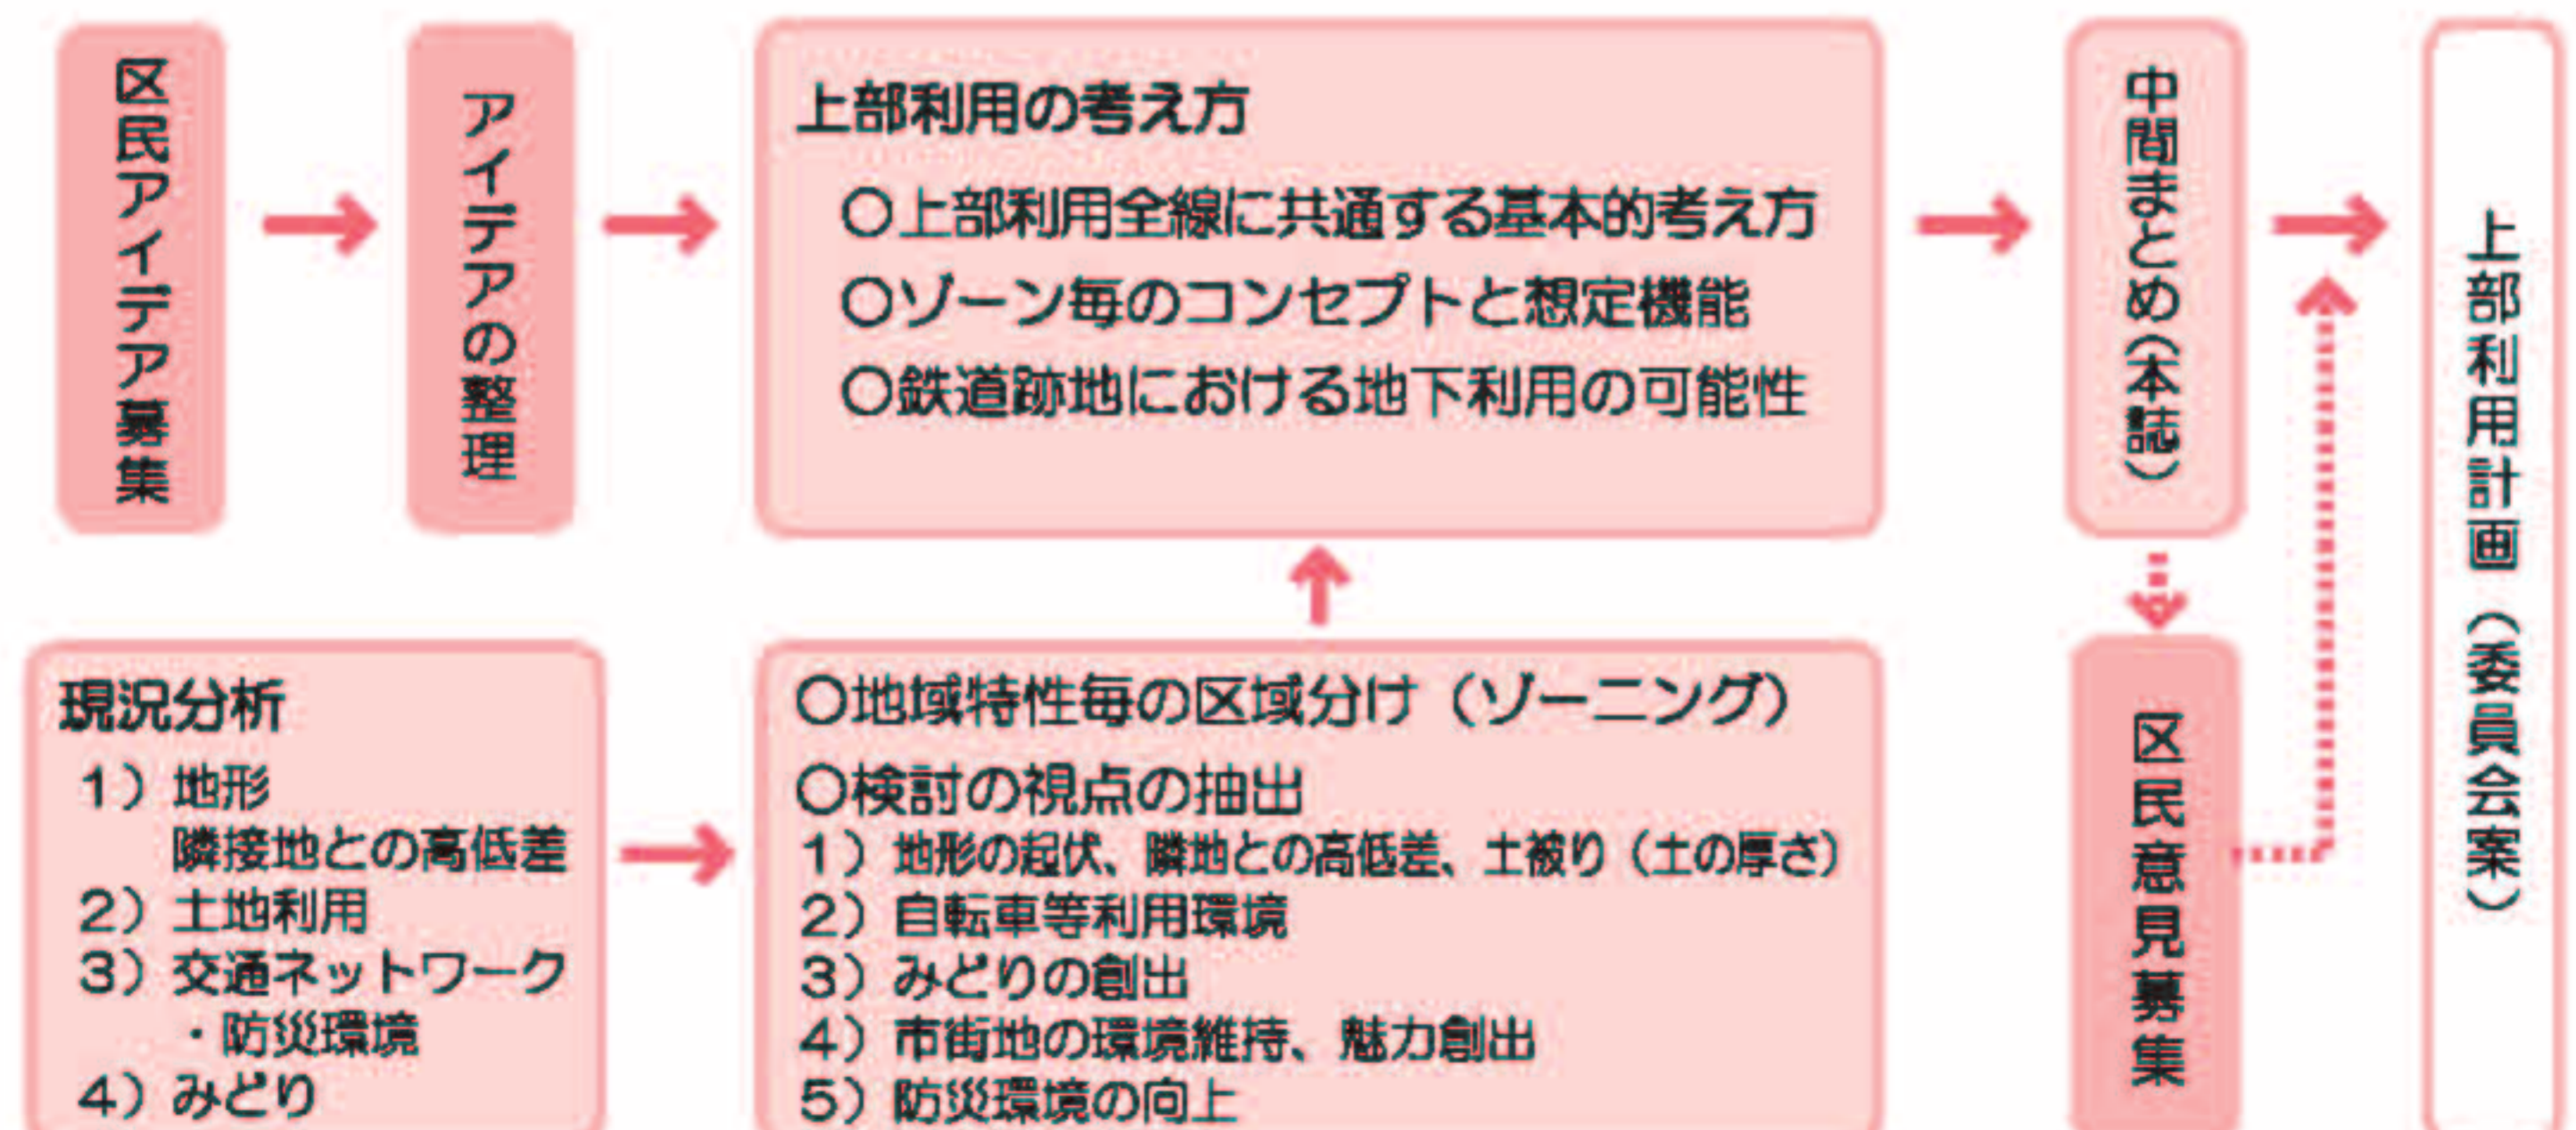 区民アイデア募集
アイデアの整理
上部利用の考え方
○上部利用全線に共通する基本的考え方
○ゾーン毎のコンセプトと想定機能
○鉄道跡地における地下利用の可能性
中間まとめ(本誌)
上部利用計画(委員会案)
現況分析
1)地形
隣接地との高低差
2)土地利用
3)交通ネットワーク
・防災環境
4)みどり
○地域特性毎の区域分け(ゾーニング)
○検討の視点の抽出
1)地形の起伏、隣地との高低差、土被り(土の厚さ)
2)自転車等利用環境
3)みどりの創出
4)市街地の環境維持、魅力創出
5)防災環境の向上
区民意見募集